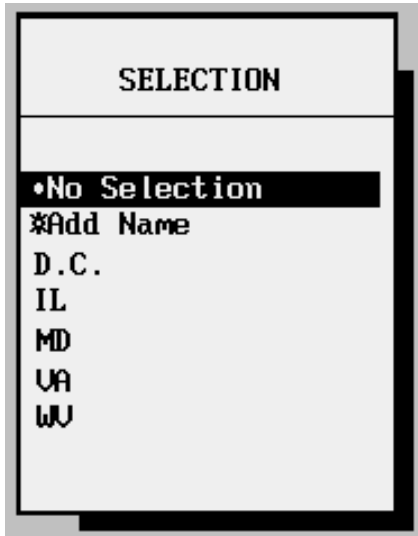 SELECTION
•No Selection
※Add Name
D.C.
IL
MD
VA
WV